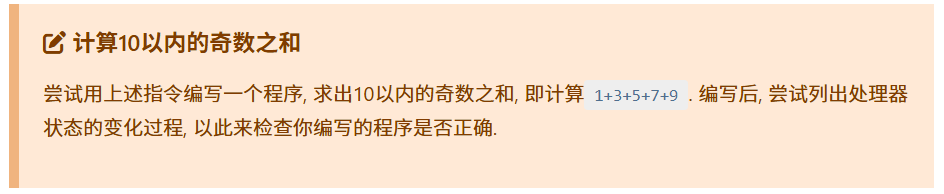 计算10以内的奇数之和
尝试用上述指令编写一个程序, 求出10以内的奇数之和, 即计算 1+3+5+7+9 . 编写后, 尝试列出处理器
状态的变化过程, 以此来检查你编写的程序是否正确.